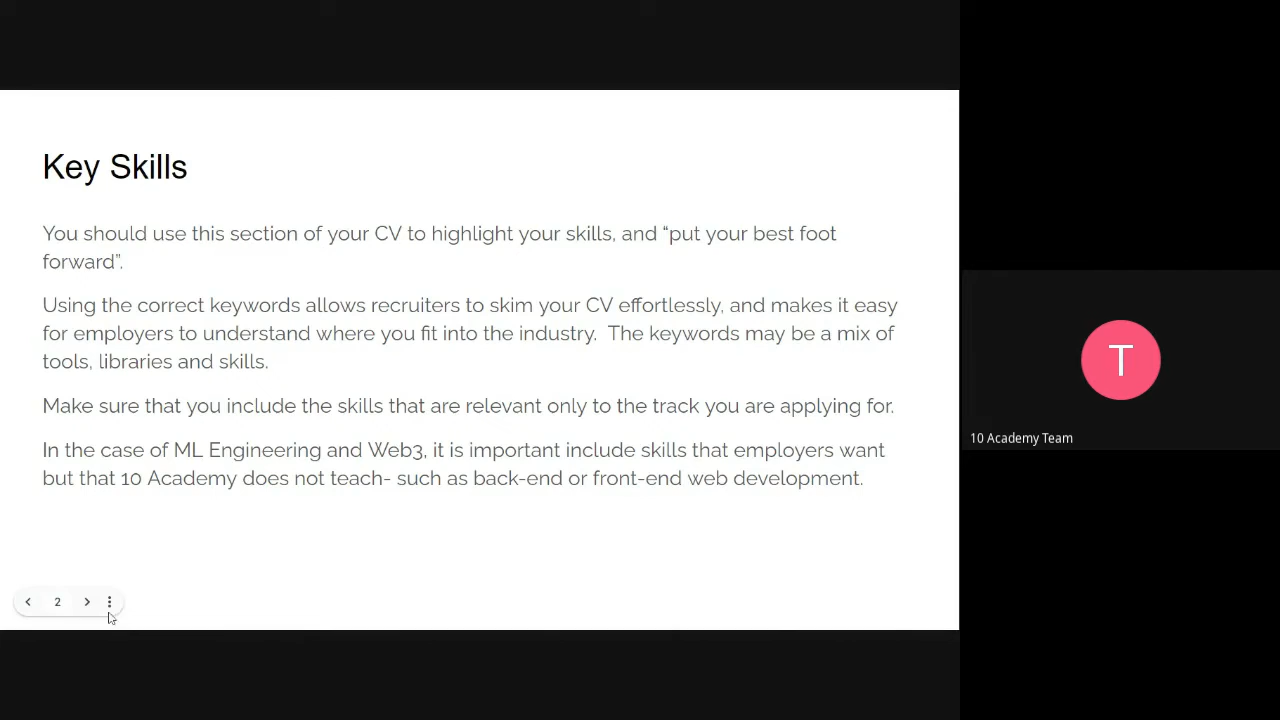 Key Skills
You should use this section of your CV to highlight your skills, and “put your best foot
forward”.
Using the correct keywords allows recruiters to skim your CV effortlessly, and makes it easy
for employers to understand where you fit into the industry.  The keywords may be a mix of
tools, libraries and skills.
Make sure that you include the skills that are relevant only to the track you are applying for.
In the case of ML Engineering and Web3, it is important include skills that employers want
but that 10 Academy does not teach- such as back-end or front-end web development.
2
T
10 Academy Team